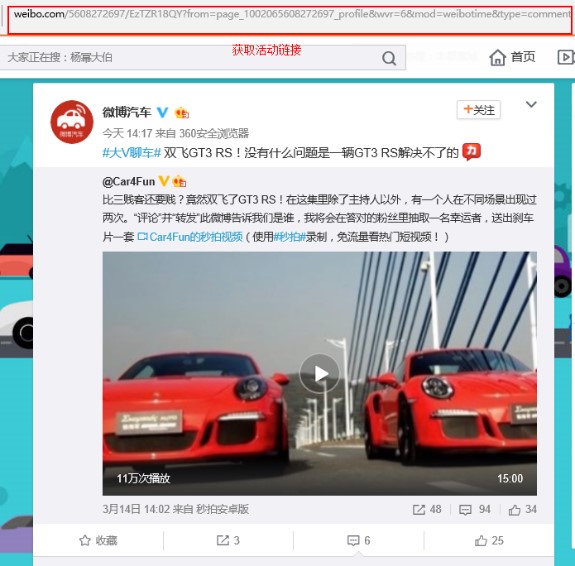 weibo.com/5608272697/EzTZR18QY?from=page_1002065608272697_profile&wvr=6&mod=weibotime&type=comment
获取活动链接
大家正在搜：杨幂大伯
首页
微博汽车
+关注
今天 14:17 来自 360安全浏览器
#大V聊车# 双飞GT3 RS！没有什么问题是一辆GT3 RS解决不了的
@Car4Fun
比三贱客还要贱？竟然双飞了GT3 RS！在这集里除了主持人以外，有一个人在不同场景出现过
两次。“评论”并“转发”此微博告诉我们是谁，我将会在答对的粉丝里抽取一名幸运者，送出刹车
片一套 Car4Fun的秒拍视频（使用#秒拍#录制，免流量看热门短视频！）
11万次播放
15:00
3月14日 14:02 来自 秒拍安卓版
48
94
34
收藏
3
6
25